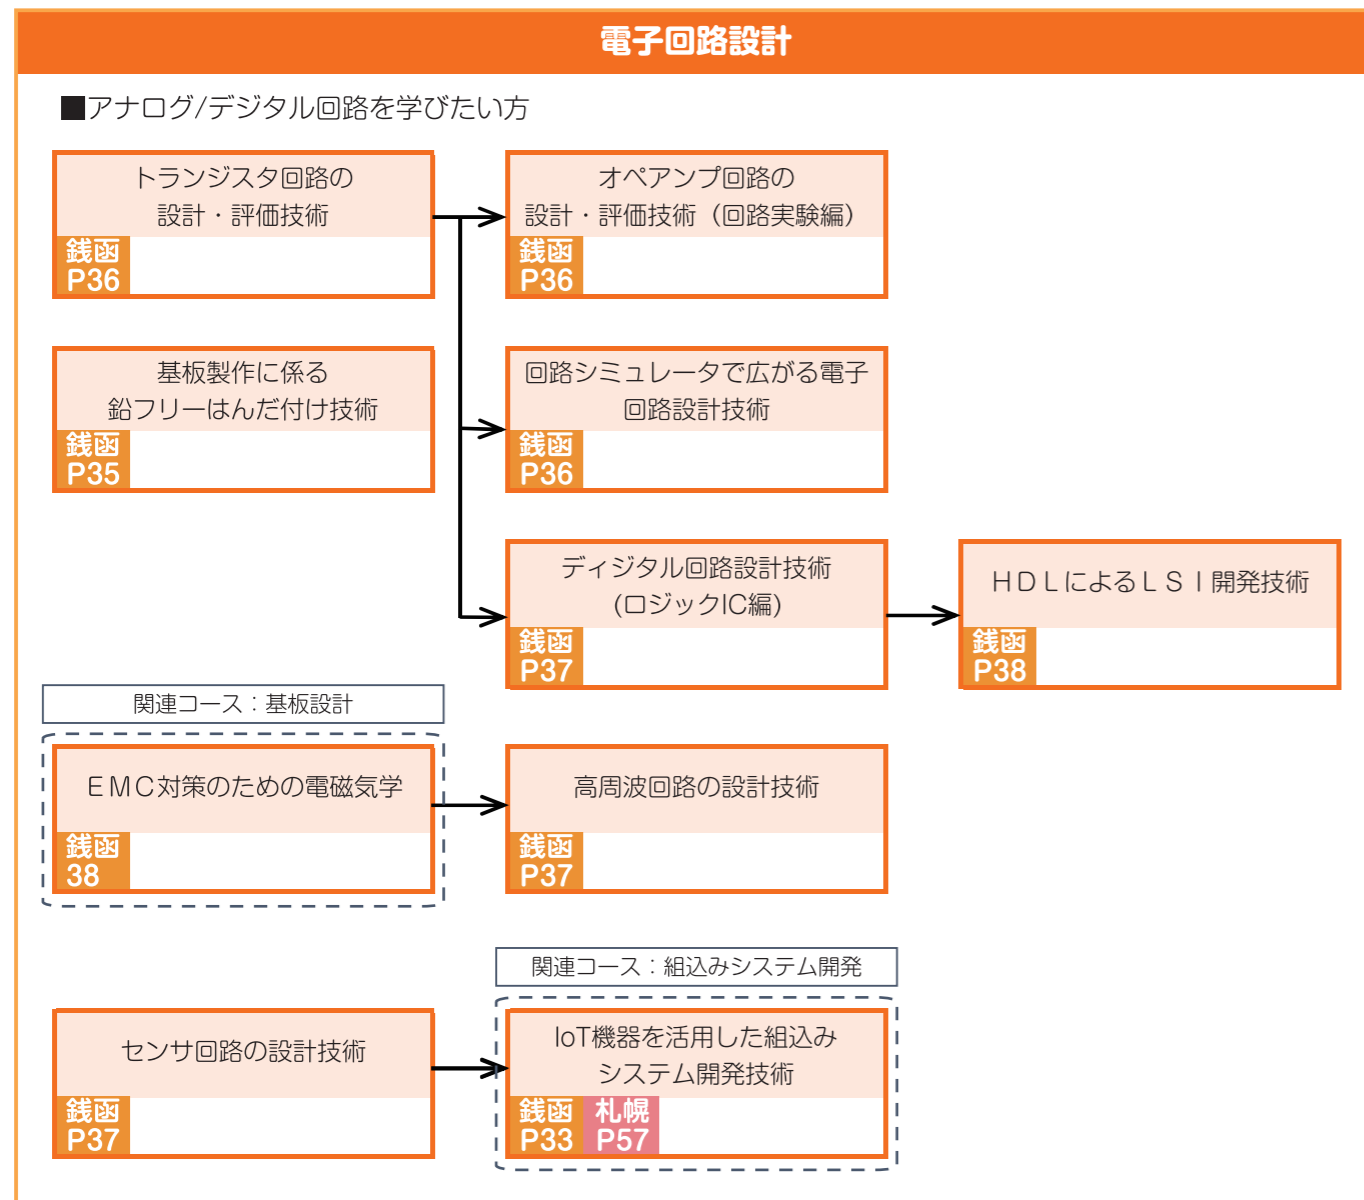 電子回路設計
■アナログ/デジタル回路を学びたい方
トランジスタ回路の
設計・評価技術
銭函
P36
オペアンプ回路の
設計・評価技術（回路実験編）
銭函
P36
基板製作に係る
鉛フリーはんだ付け技術
銭函
P35
回路シミュレータで広がる電子
回路設計技術
銭函
P36
ディジタル回路設計技術
(ロジックIC編)
銭函
P37
ＨＤＬによるＬＳＩ開発技術
銭函
P38
関連コース：基板設計
ＥＭＣ対策のための電磁気学
銭函
38
高周波回路の設計技術
銭函
P37
関連コース：組込みシステム開発
センサ回路の設計技術
銭函
P37
IoT機器を活用した組込み
システム開発技術
銭函
P33
札幌
P57